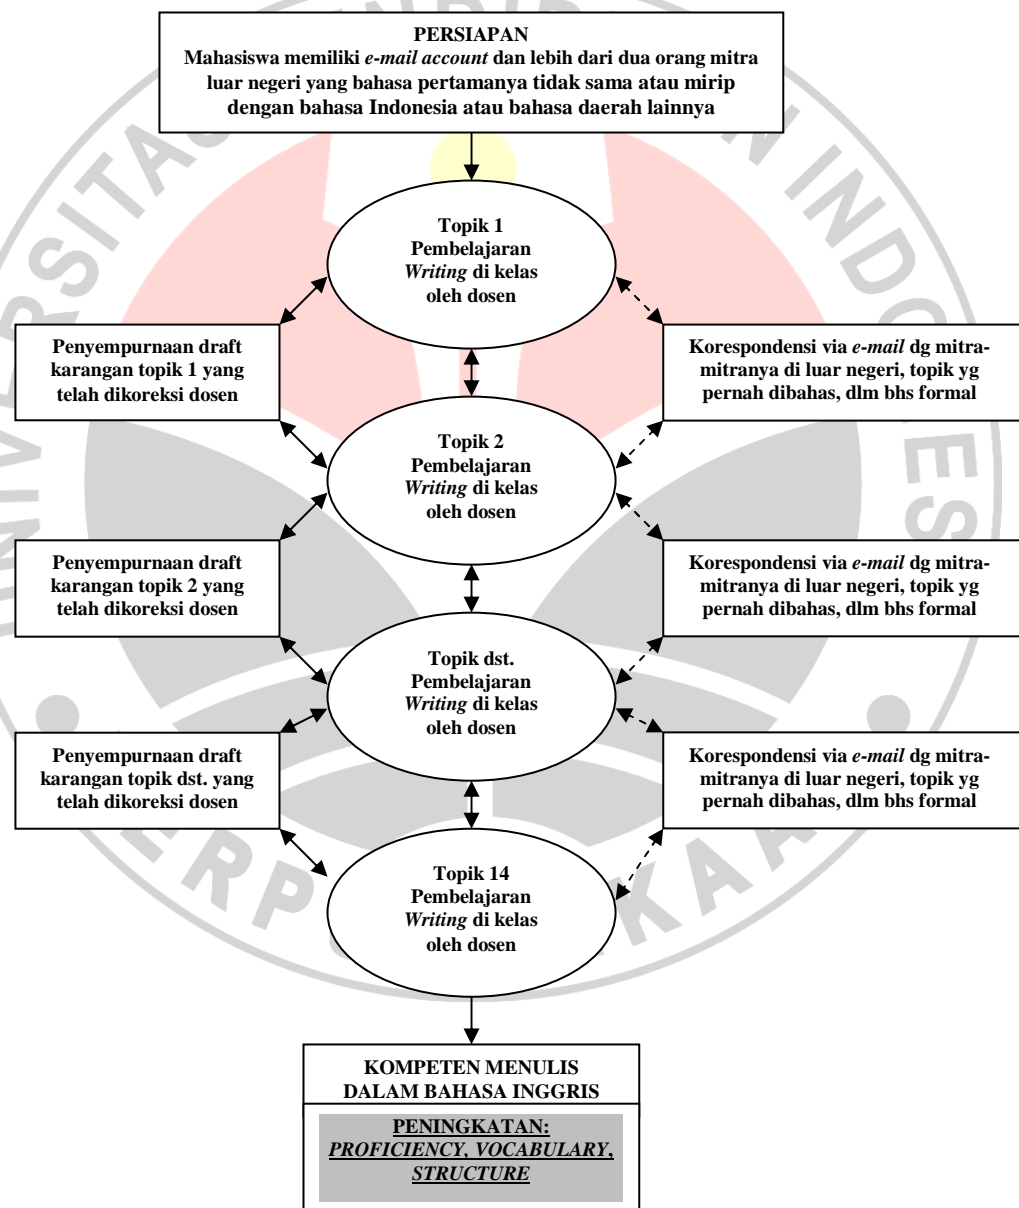 PERSIAPAN
Mahasiswa memiliki e-mail account dan lebih dari dua orang mitra
luar negeri yang bahasa pertamanya tidak sama atau mirip
dengan bahasa Indonesia atau bahasa daerah lainnya
Topik 1
Pembelajaran
Writing di kelas
oleh dosen
Penyempurnaan draft
karangan topik 1 yang
telah dikoreksi dosen
Korespondensi via e-mail dg mitra-
mitranya di luar negeri, topik yg
pernah dibahas, dlm bhs formal
Topik 2
Pembelajaran
Writing di kelas
oleh dosen
Penyempurnaan draft
karangan topik 2 yang
telah dikoreksi dosen
Korespondensi via e-mail dg mitra-
mitranya di luar negeri, topik yg
pernah dibahas, dlm bhs formal
Topik dst.
Pembelajaran
Writing di kelas
oleh dosen
Penyempurnaan draft
karangan topik dst. yang
telah dikoreksi dosen
Korespondensi via e-mail dg mitra-
mitranya di luar negeri, topik yg
pernah dibahas, dlm bhs formal
Topik 14
Pembelajaran
Writing di kelas
oleh dosen
KOMPETEN MENULIS
DALAM BAHASA INGGRIS
PENINGKATAN:
PROFICIENCY, VOCABULARY,
STRUCTURE